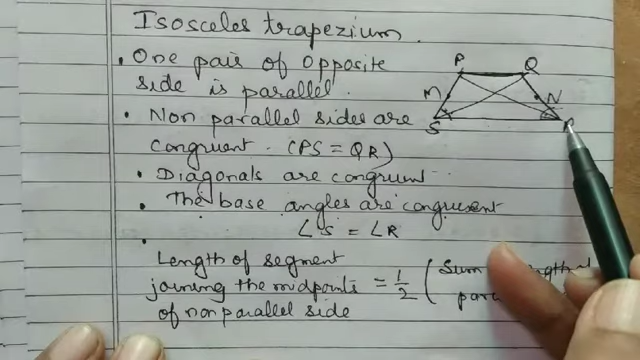 Isosceles trapezium.
• One pair of opposite
side is parallel.
• Non parallel sides are
congruent. (PS = QR)
• Diagonals are congruent.
• The base angles are congruent
∠S = ∠R
•
Length of segment
joining the midpoints = 1/2 ( Sum
of non parallel side
P Q
M N
S